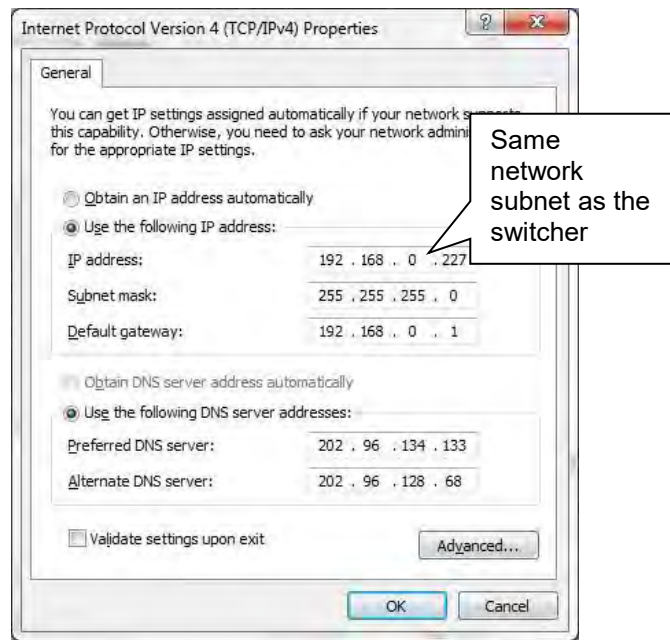 Internet Protocol Version 4 (TCP/IPv4) Properties
General
You can get IP settings assigned automatically if your network supports
this capability. Otherwise, you need to ask your network admini
for the appropriate IP settings.
Obtain an IP address automatically
Use the following IP address:
IP address: 192 . 168 . 0 . 227
Subnet mask: 255 . 255 . 255 . 0
Default gateway: 192 . 168 . 0 . 1
Obtain DNS server address automatically
Use the following DNS server addresses:
Preferred DNS server: 202 . 96 . 134 . 133
Alternate DNS server: 202 . 96 . 128 . 68
Validate settings upon exit
Advanced...
OK Cancel
Same
network
subnet as the
switcher